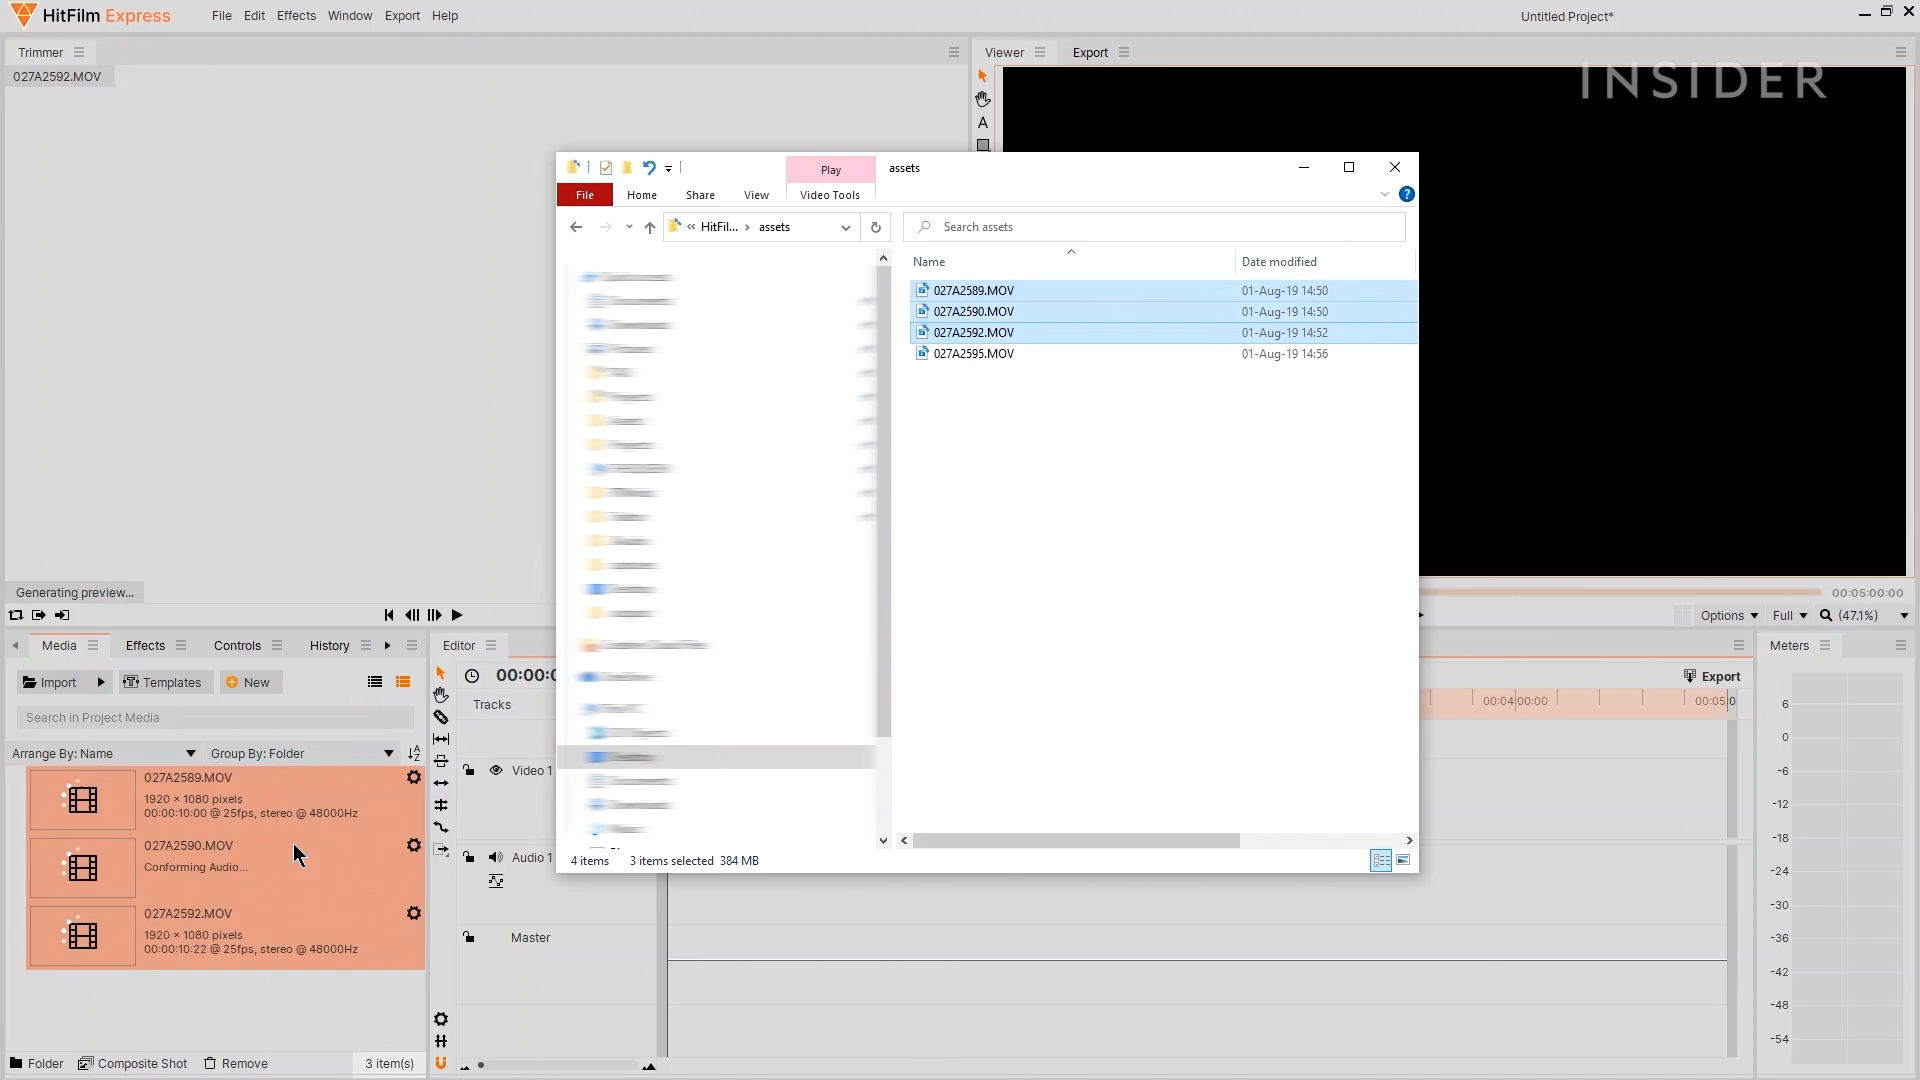 HitFilm Express
File Edit Effects Window Export Help
Untitled Project*
Trimmer
027A2592.MOV
Viewer Export
INSIDER
A
Play
assets
File Home Share View Video Tools
?
« HitFil... › assets
Search assets
Name Date modified
027A2589.MOV 01-Aug-19 14:50
027A2590.MOV 01-Aug-19 14:50
027A2592.MOV 01-Aug-19 14:52
027A2595.MOV 01-Aug-19 14:56
4 items 3 items selected 384 MB
Generating preview...
00:05:00:00
Options Full (47.1%)
Media Effects Controls History
Import Templates New
Search in Project Media
Arrange By: Name Group By: Folder
027A2589.MOV
1920 × 1080 pixels
00:00:10:00 @ 25fps, stereo @ 48000Hz
027A2590.MOV
Conforming Audio...
027A2592.MOV
1920 × 1080 pixels
00:00:10:22 @ 25fps, stereo @ 48000Hz
Folder Composite Shot Remove 3 item(s)
Editor
00:00:0
Export
Tracks
00:04:00:00 00:05:0
Video 1
Audio 1
Master
Meters
6
0
-6
-12
-18
-24
-30
-36
-42
-48
-54